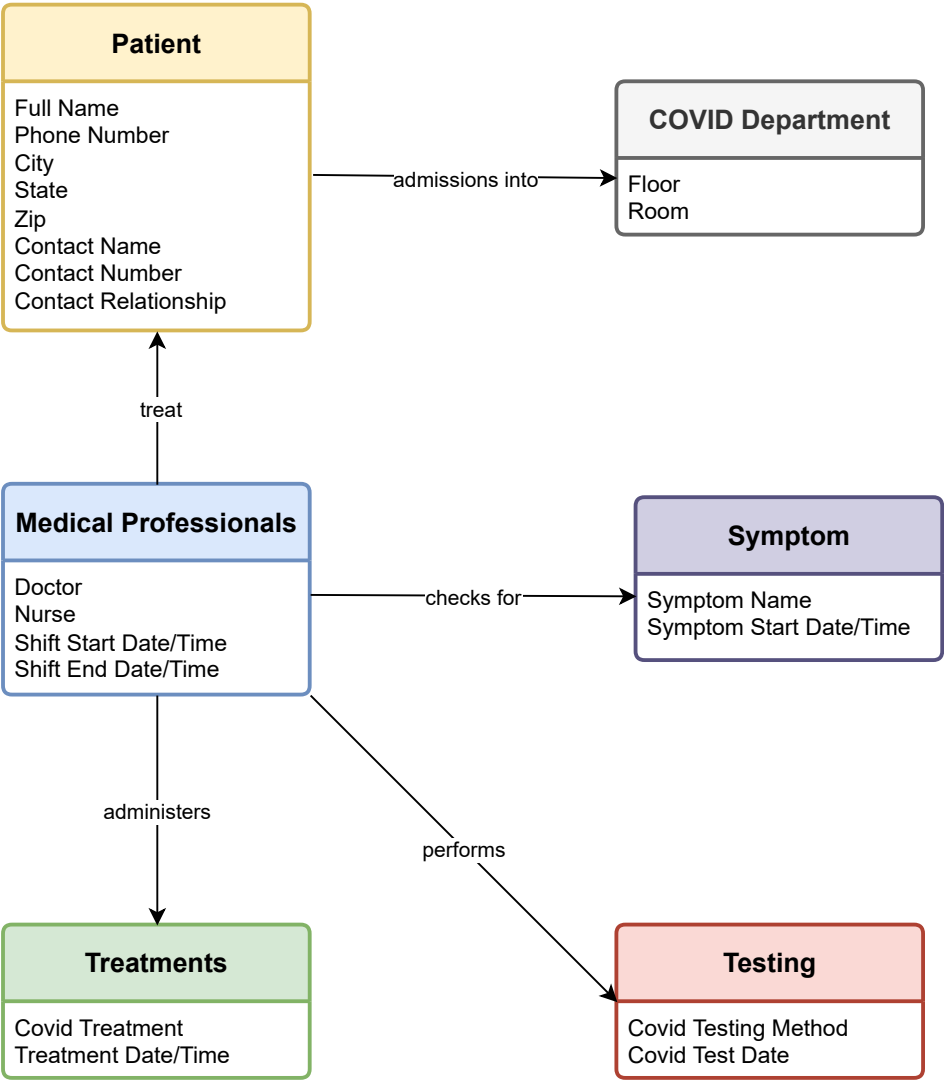 Patient
Full Name
Phone Number
City
State
Zip
Contact Name
Contact Number
Contact Relationship
admissions into
COVID Department
Floor
Room
treat
Medical Professionals
Doctor
Nurse
Shift Start Date/Time
Shift End Date/Time
checks for
Symptom
Symptom Name
Symptom Start Date/Time
administers
performs
Treatments
Covid Treatment
Treatment Date/Time
Testing
Covid Testing Method
Covid Test Date